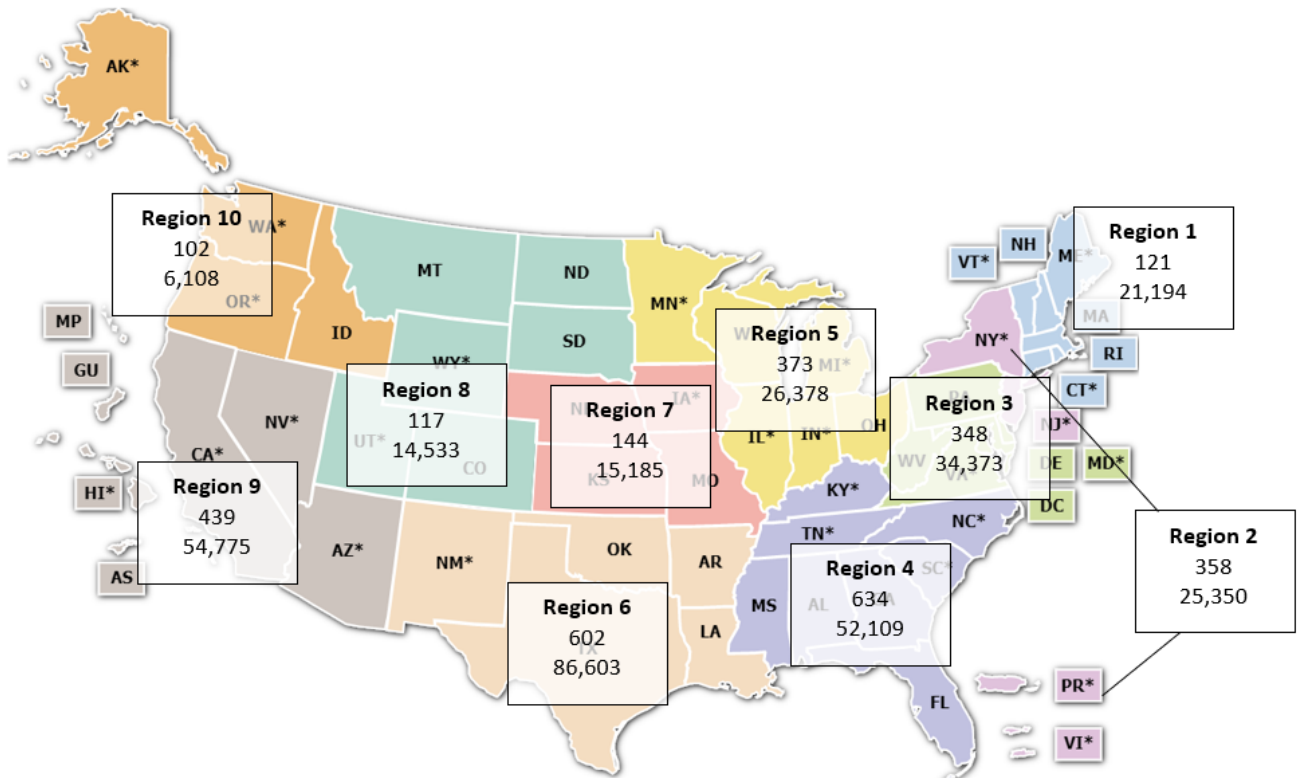 AK*
Region 10
WA*
102
6,108
OR*
ID
MP
GU
HI*
AS
MT
ND
SD
WY*
MN*
Region 8
117
14,533
UT*
CO
NV*
CA*
Region 9
439
54,775
AZ*
NM*
Region 7
IA*
144
15,185
KS
MO
Region 5
MI*
373
26,378
IL*
IN*
OH
Region 3
PA
348
34,373
WV
VA*
NH
VT*
ME*
Region 1
121
21,194
MA
RI
CT*
NY*
NJ*
DE
MD*
DC
KY*
NC*
TN*
Region 4
SC*
634
AL
GA
52,109
MS
FL
OK
AR
LA
Region 6
602
TX
86,603
Region 2
358
25,350
PR*
VI*